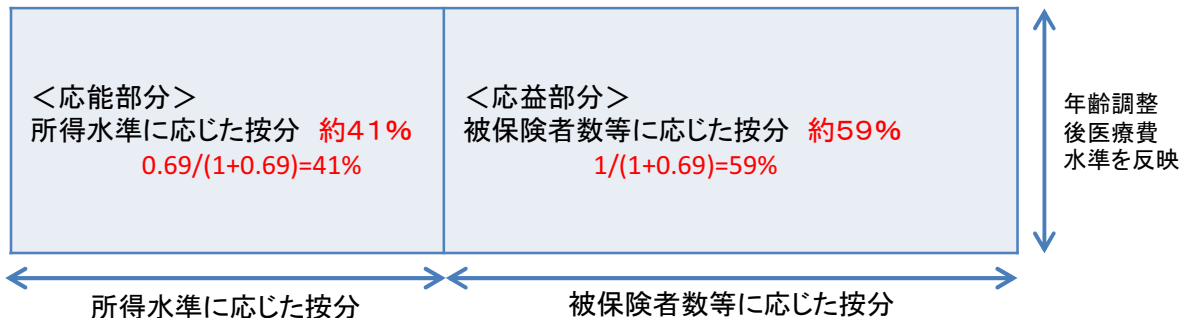 ＜応能部分＞
所得水準に応じた按分　約４１％
0.69/(1+0.69)=41%
＜応益部分＞
被保険者数等に応じた按分　約５９％
1/(1+0.69)=59%
年齢調整
後医療費
水準を反映
所得水準に応じた按分
被保険者数等に応じた按分